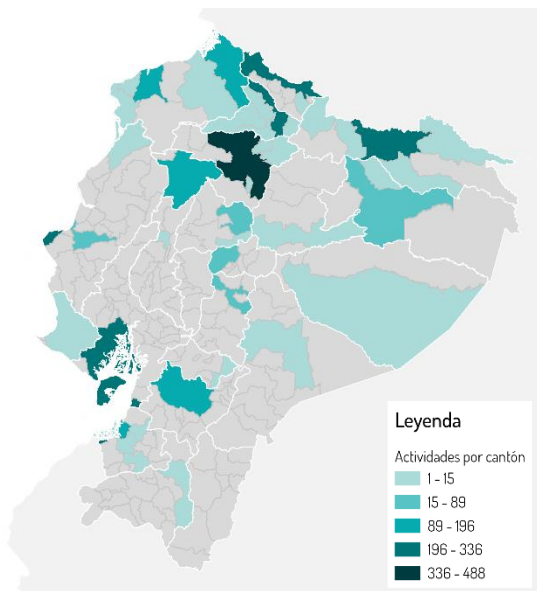 Leyenda
Actividades por cantón
1 - 15
15 - 89
89 - 196
196 - 336
336 - 488